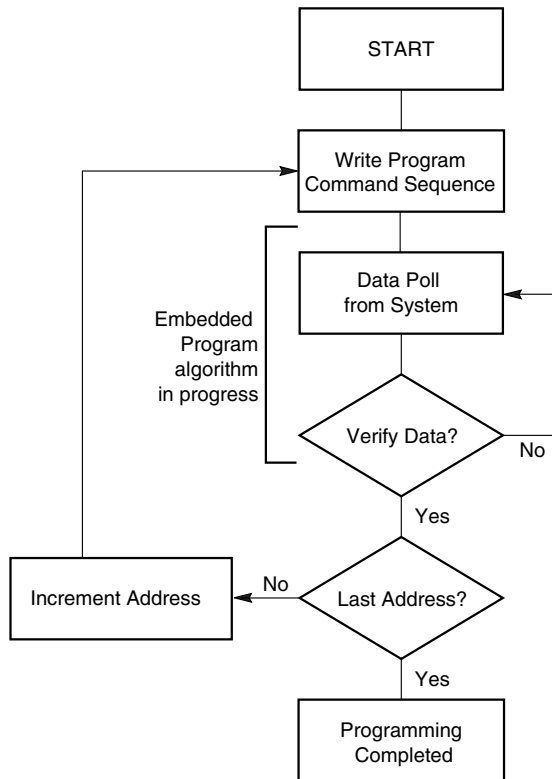 START
Write Program
Command Sequence
Data Poll
from System
Embedded
Program
algorithm
in progress
Verify Data?
No
Yes
No
Increment Address
Last Address?
Yes
Programming
Completed